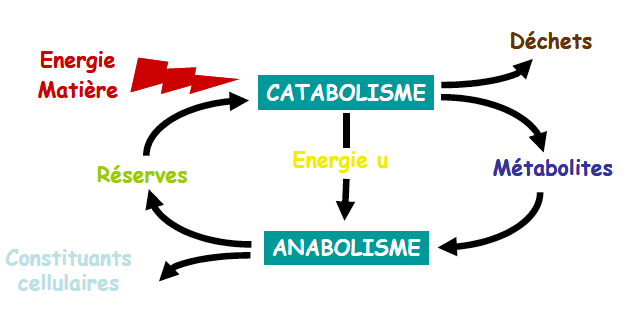 Déchets
Energie
Matière
CATABOLISME
Energie u
Réserves
Métabolites
ANABOLISME
Constituants
cellulaires